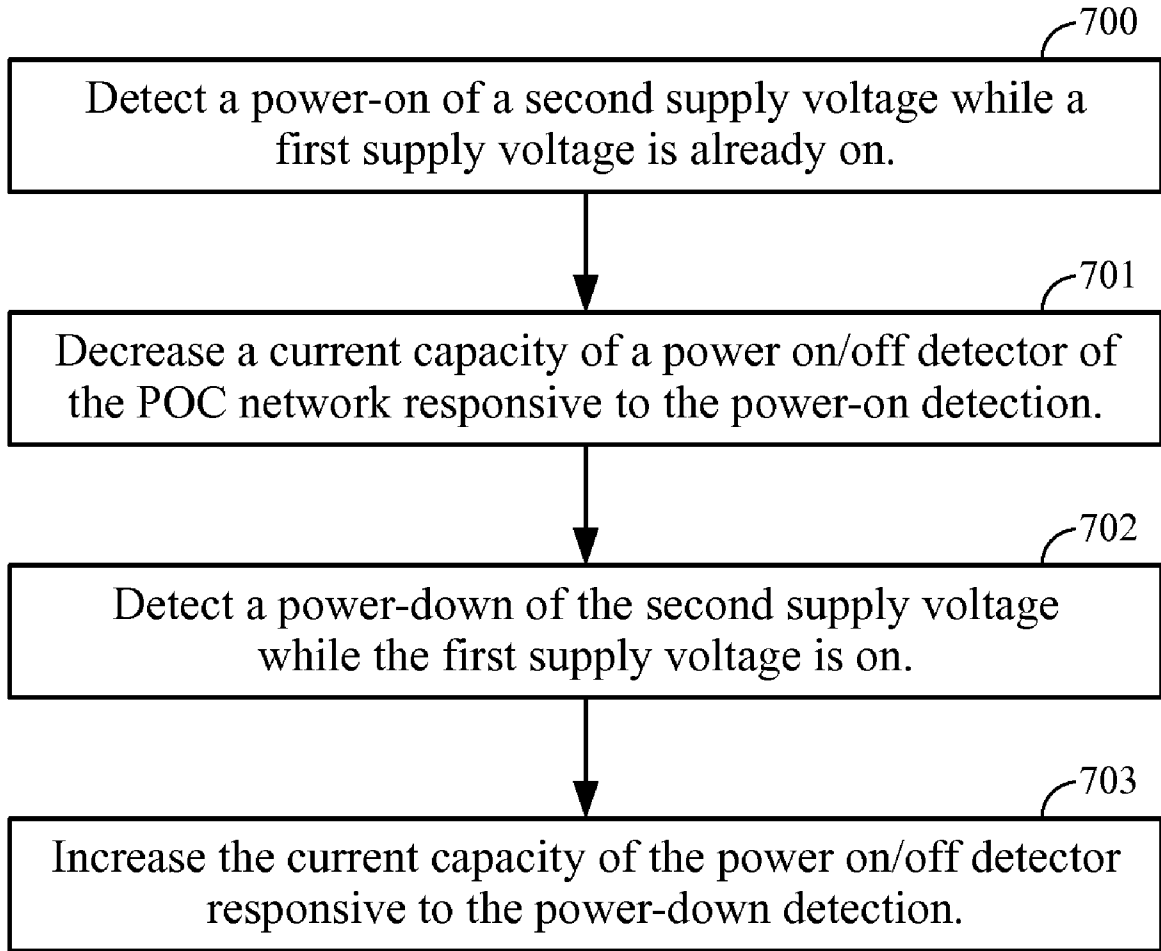 700
Detect a power-on of a second supply voltage while a
first supply voltage is already on.
701
Decrease a current capacity of a power on/off detector of
the POC network responsive to the power-on detection.
702
Detect a power-down of the second supply voltage
while the first supply voltage is on.
703
Increase the current capacity of the power on/off detector
responsive to the power-down detection.